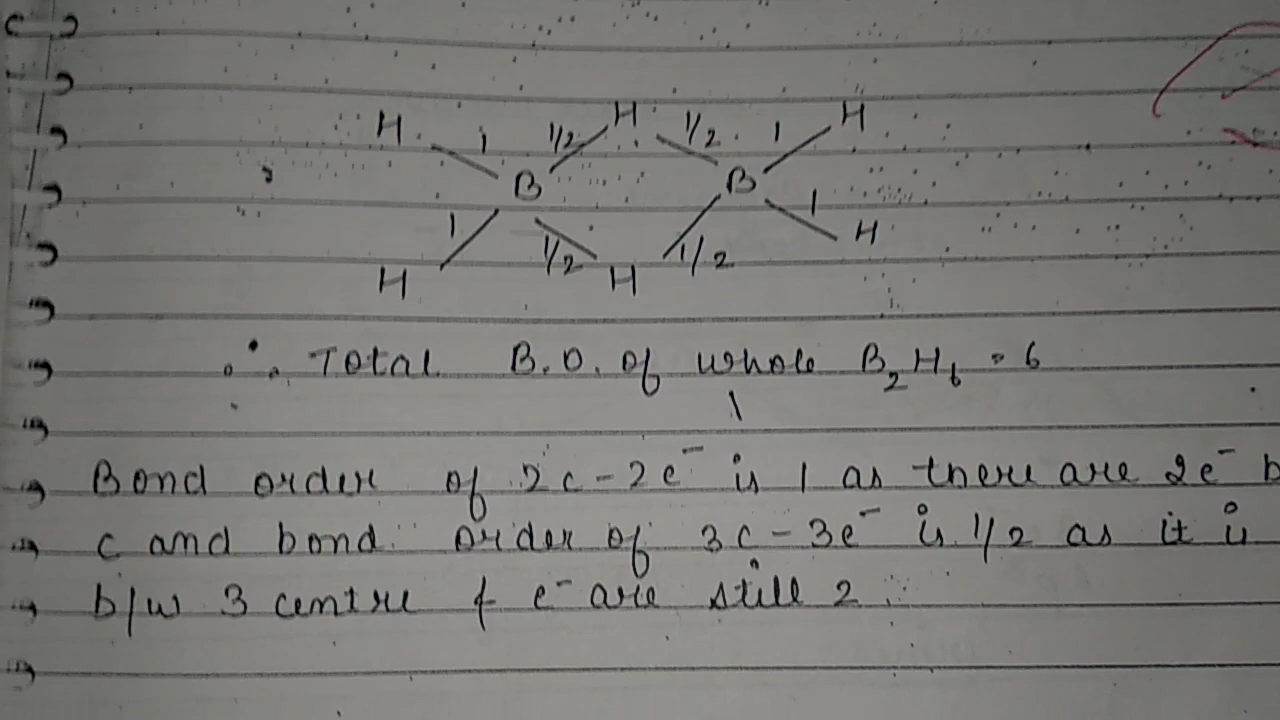 H 1 1/2 H 1/2 1 H
B B
1 1/2 1/2 1
H H H
∴ Total B.O. of whole B₂H₆ = 6
Bond order of 2c-2e⁻ is 1 as there are 2e⁻ b
c and bond order of 3c-3e⁻ is 1/2 as it is
b/w 3 centre & e⁻ are still 2.